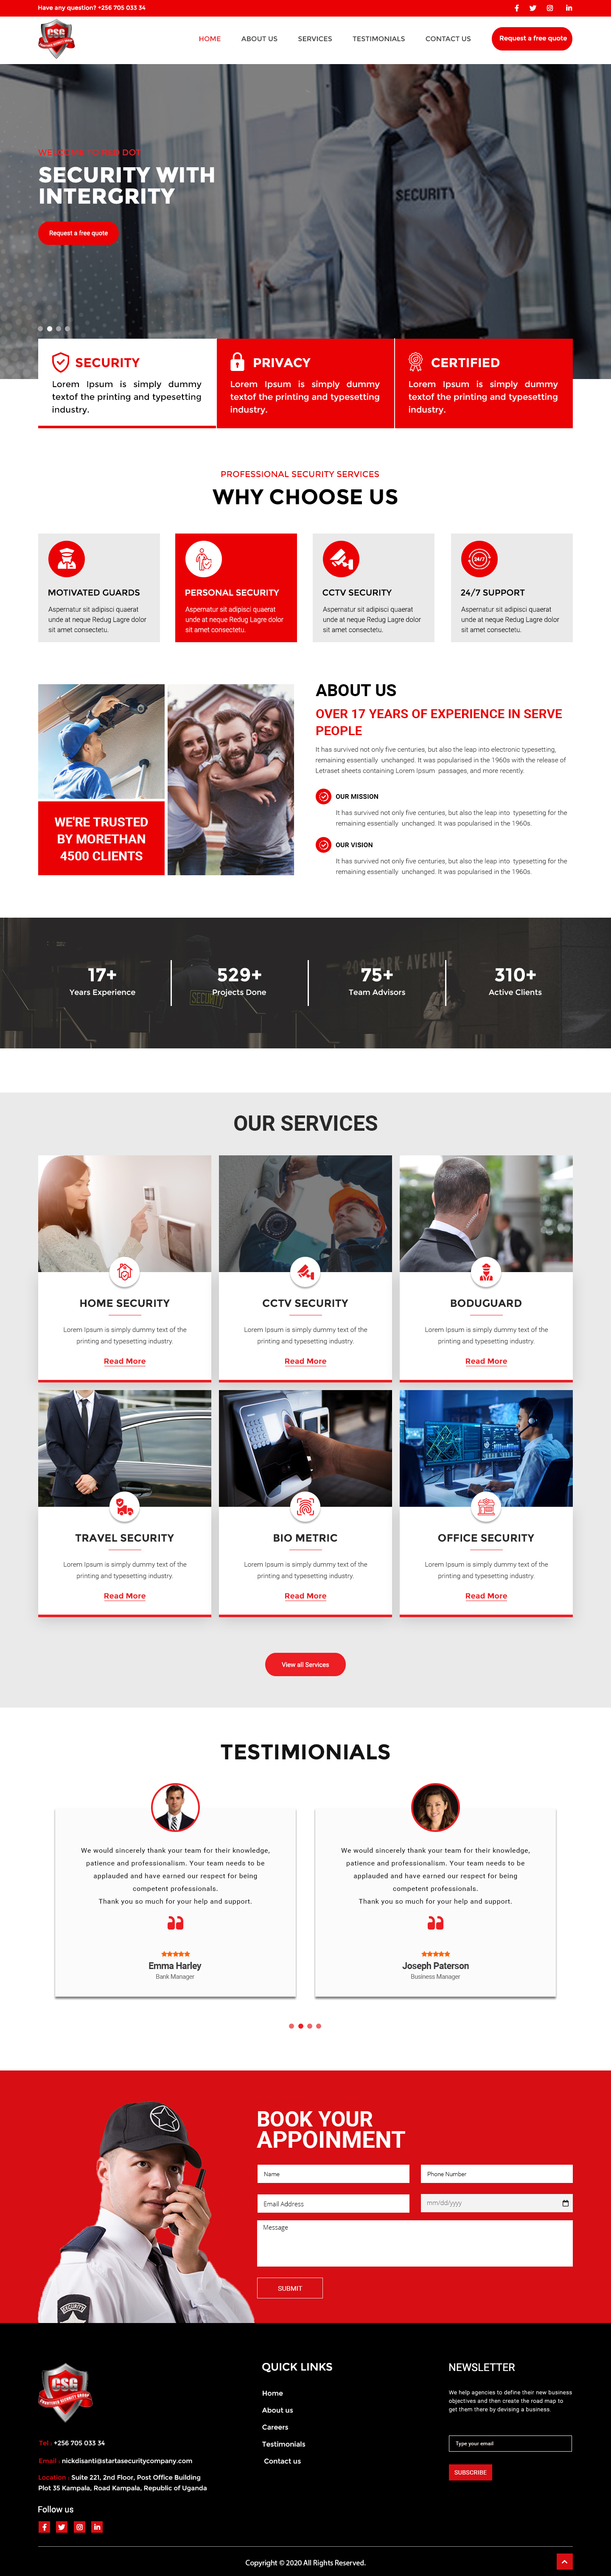 Have any question? +256 705 033 34
CSG
HOME
ABOUT US
SERVICES
TESTIMONIALS
CONTACT US
Request a free quote
WELCOME TO RED DOT
SECURITY WITH
INTERGRITY
Request a free quote
SECURITY
SECURITY
Lorem Ipsum is simply dummy
textof the printing and typesetting
industry.
PRIVACY
Lorem Ipsum is simply dummy
textof the printing and typesetting
industry.
CERTIFIED
Lorem Ipsum is simply dummy
textof the printing and typesetting
industry.
PROFESSIONAL SECURITY SERVICES
WHY CHOOSE US
MOTIVATED GUARDS
Aspernatur sit adipisci quaerat
unde at neque Redug Lagre dolor
sit amet consectetu.
PERSONAL SECURITY
Aspernatur sit adipisci quaerat
unde at neque Redug Lagre dolor
sit amet consectetu.
CCTV SECURITY
Aspernatur sit adipisci quaerat
unde at neque Redug Lagre dolor
sit amet consectetu.
24/7
24/7 SUPPORT
Aspernatur sit adipisci quaerat
unde at neque Redug Lagre dolor
sit amet consectetu.
WE'RE TRUSTED
BY MORETHAN
4500 CLIENTS
ABOUT US
OVER 17 YEARS OF EXPERIENCE IN SERVE
PEOPLE
It has survived not only five centuries, but also the leap into electronic typesetting,
remaining essentially unchanged. It was popularised in the 1960s with the release of
Letraset sheets containing Lorem Ipsum passages, and more recently.
OUR MISSION
It has survived not only five centuries, but also the leap into typesetting for the
remaining essentially unchanged. It was popularised in the 1960s.
OUR VISION
It has survived not only five centuries, but also the leap into typesetting for the
remaining essentially unchanged. It was popularised in the 1960s.
200 PARK AVENUE
SECURITY
17+
Years Experience
529+
Projects Done
75+
Team Advisors
310+
Active Clients
OUR SERVICES
HOME SECURITY
Lorem Ipsum is simply dummy text of the
printing and typesetting industry.
Read More
CCTV SECURITY
Lorem Ipsum is simply dummy text of the
printing and typesetting industry.
Read More
BODUGUARD
Lorem Ipsum is simply dummy text of the
printing and typesetting industry.
Read More
TRAVEL SECURITY
Lorem Ipsum is simply dummy text of the
printing and typesetting industry.
Read More
BIO METRIC
Lorem Ipsum is simply dummy text of the
printing and typesetting industry.
Read More
OFFICE SECURITY
Lorem Ipsum is simply dummy text of the
printing and typesetting industry.
Read More
View all Services
TESTIMIONIALS
We would sincerely thank your team for their knowledge,
patience and professionalism. Your team needs to be
applauded and have earned our respect for being
competent professionals.
Thank you so much for your help and support.
Emma Harley
Bank Manager
We would sincerely thank your team for their knowledge,
patience and professionalism. Your team needs to be
applauded and have earned our respect for being
competent professionals.
Thank you so much for your help and support.
Joseph Paterson
Business Manager
BOOK YOUR
APPOINMENT
Name
Phone Number
Email Address
mm/dd/yyyy
Message
SUBMIT
SECURITY
CSG
Tel : +256 705 033 34
Email : nickdisanti@startasecuritycompany.com
Location : Suite 221, 2nd Floor, Post Office Building
Plot 35 Kampala, Road Kampala, Republic of Uganda
Follow us
QUICK LINKS
Home
About us
Careers
Testimonials
Contact us
NEWSLETTER
We help agencies to define their new business
objectives and then create the road map to
get them there by devising a business.
Type your email
SUBSCRIBE
Copyright © 2020 All Rights Reserved.